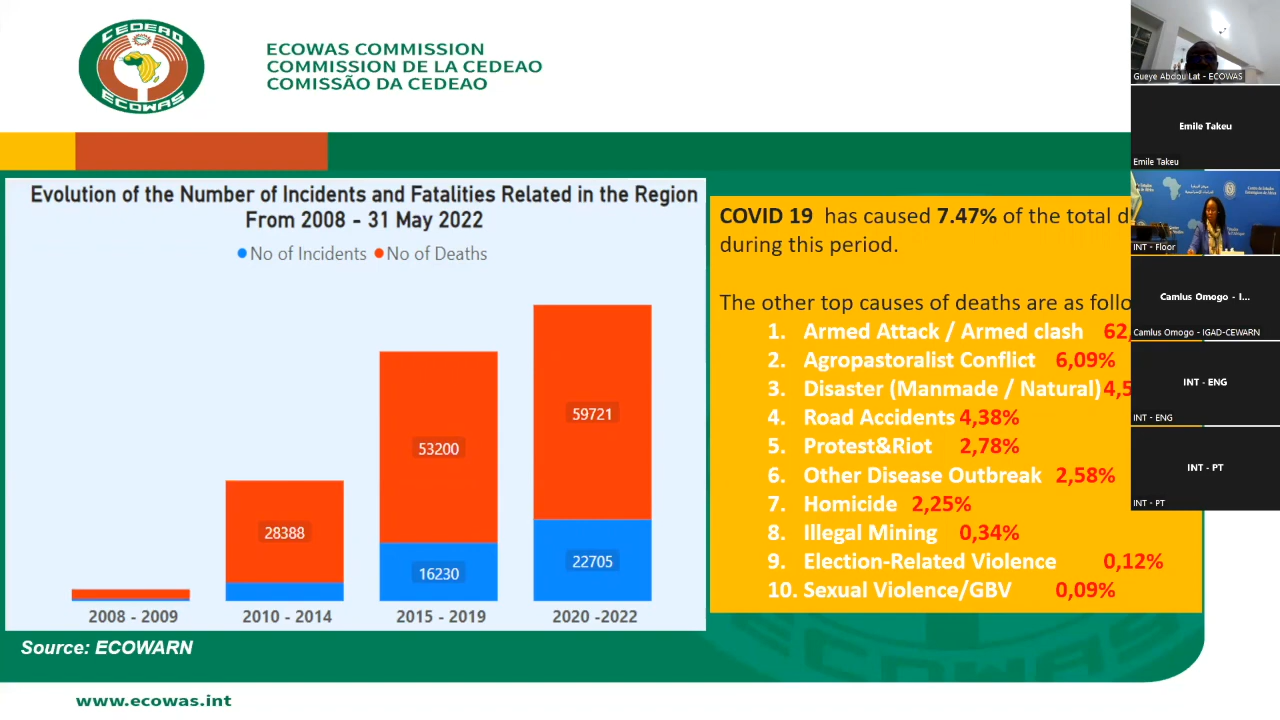 CEDEAO
ECOWAS
ECOWAS COMMISSION
COMMISSION DE LA CEDEAO
COMISSÃO DA CEDEAO
Evolution of the Number of Incidents and Fatalities Related in the Region
From 2008 - 31 May 2022
No of Incidents No of Deaths
59721
53200
28388
22705
16230
2008 - 2009 2010 - 2014 2015 - 2019 2020 -2022
Source: ECOWARN
www.ecowas.int
COVID 19 has caused 7.47% of the total
during this period.
The other top causes of deaths are as
1. Armed Attack / Armed clash 62,
2. Agropastoralist Conflict 6,09%
3. Disaster (Manmade / Natural) 4,5
4. Road Accidents 4,38%
5. Protest&Riot 2,78%
6. Other Disease Outbreak 2,58%
7. Homicide 2,25%
8. Illegal Mining 0,34%
9. Election-Related Violence 0,12%
10. Sexual Violence/GBV 0,09%
ECOWAS
Gueye Abdou Lat - ECOWAS
Emile Takeu
Emile Takeu
INT - Floor
Camlus Omogo - I...
Camlus Omogo - IGAD-CEWARN
INT - ENG
INT - ENG
INT - PT
INT - PT